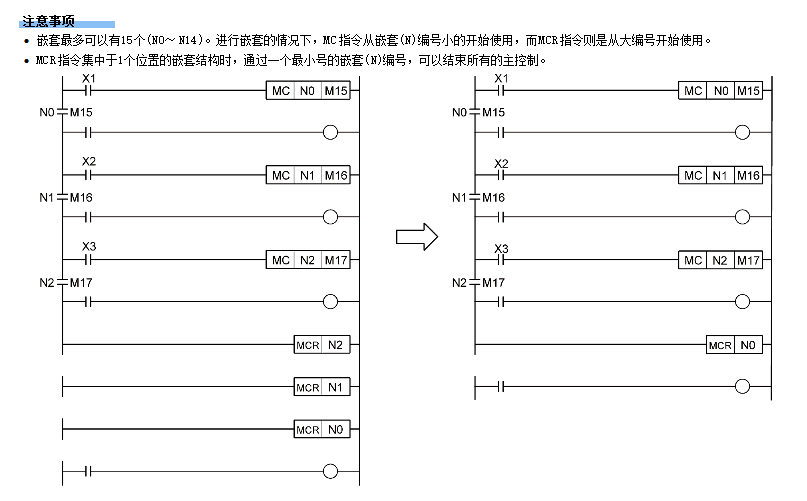 注意事项
• 嵌套最多可以有15个(N0～ N14)。进行嵌套的情况下，MC指令从嵌套(N)编号小的开始使用，而MCR指令则是从大编号开始使用。
• MCR指令集中于1个位置的嵌套结构时，通过一个最小号的嵌套(N)编号，可以结束所有的主控制。
X1
MC N0 M15
N0 M15
X2
MC N1 M16
N1 M16
X3
MC N2 M17
N2 M17
MCR N2
MCR N1
MCR N0
X1
MC N0 M15
N0 M15
X2
MC N1 M16
N1 M16
X3
MC N2 M17
N2 M17
MCR N0